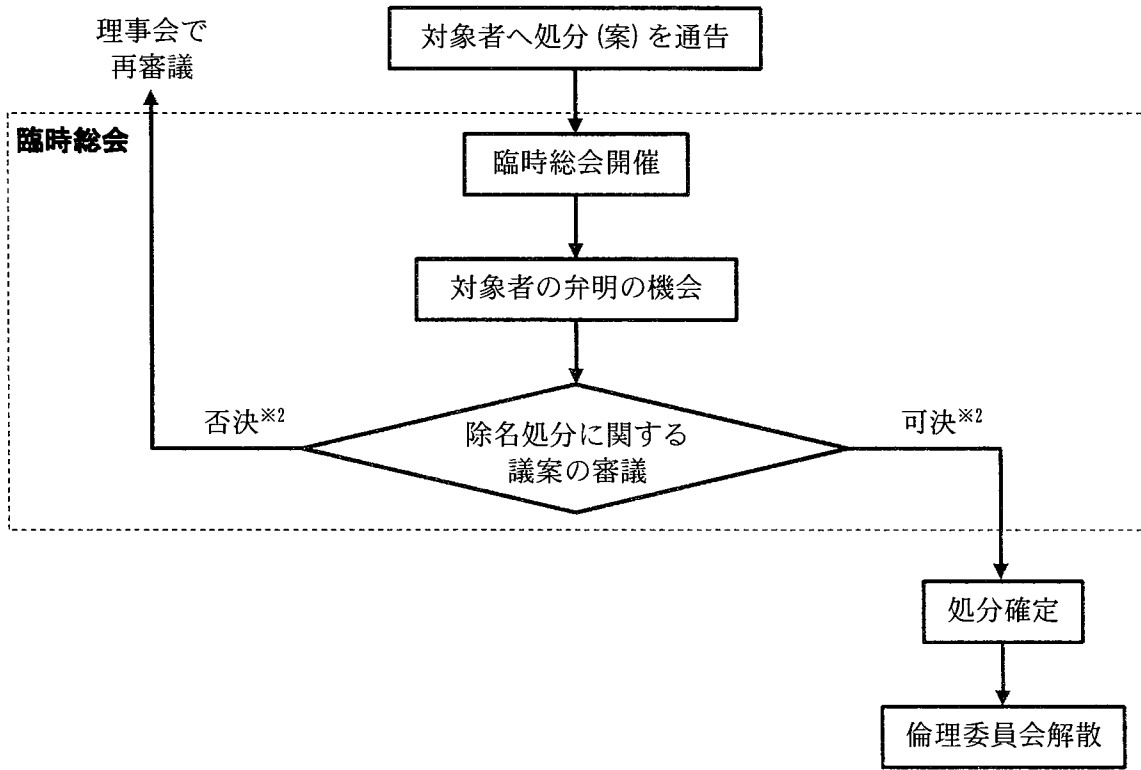 理事会で
再審議
対象者へ処分(案)を通告
臨時総会
臨時総会開催
対象者の弁明の機会
否決※2
除名処分に関する
議案の審議
可決※2
処分確定
倫理委員会解散